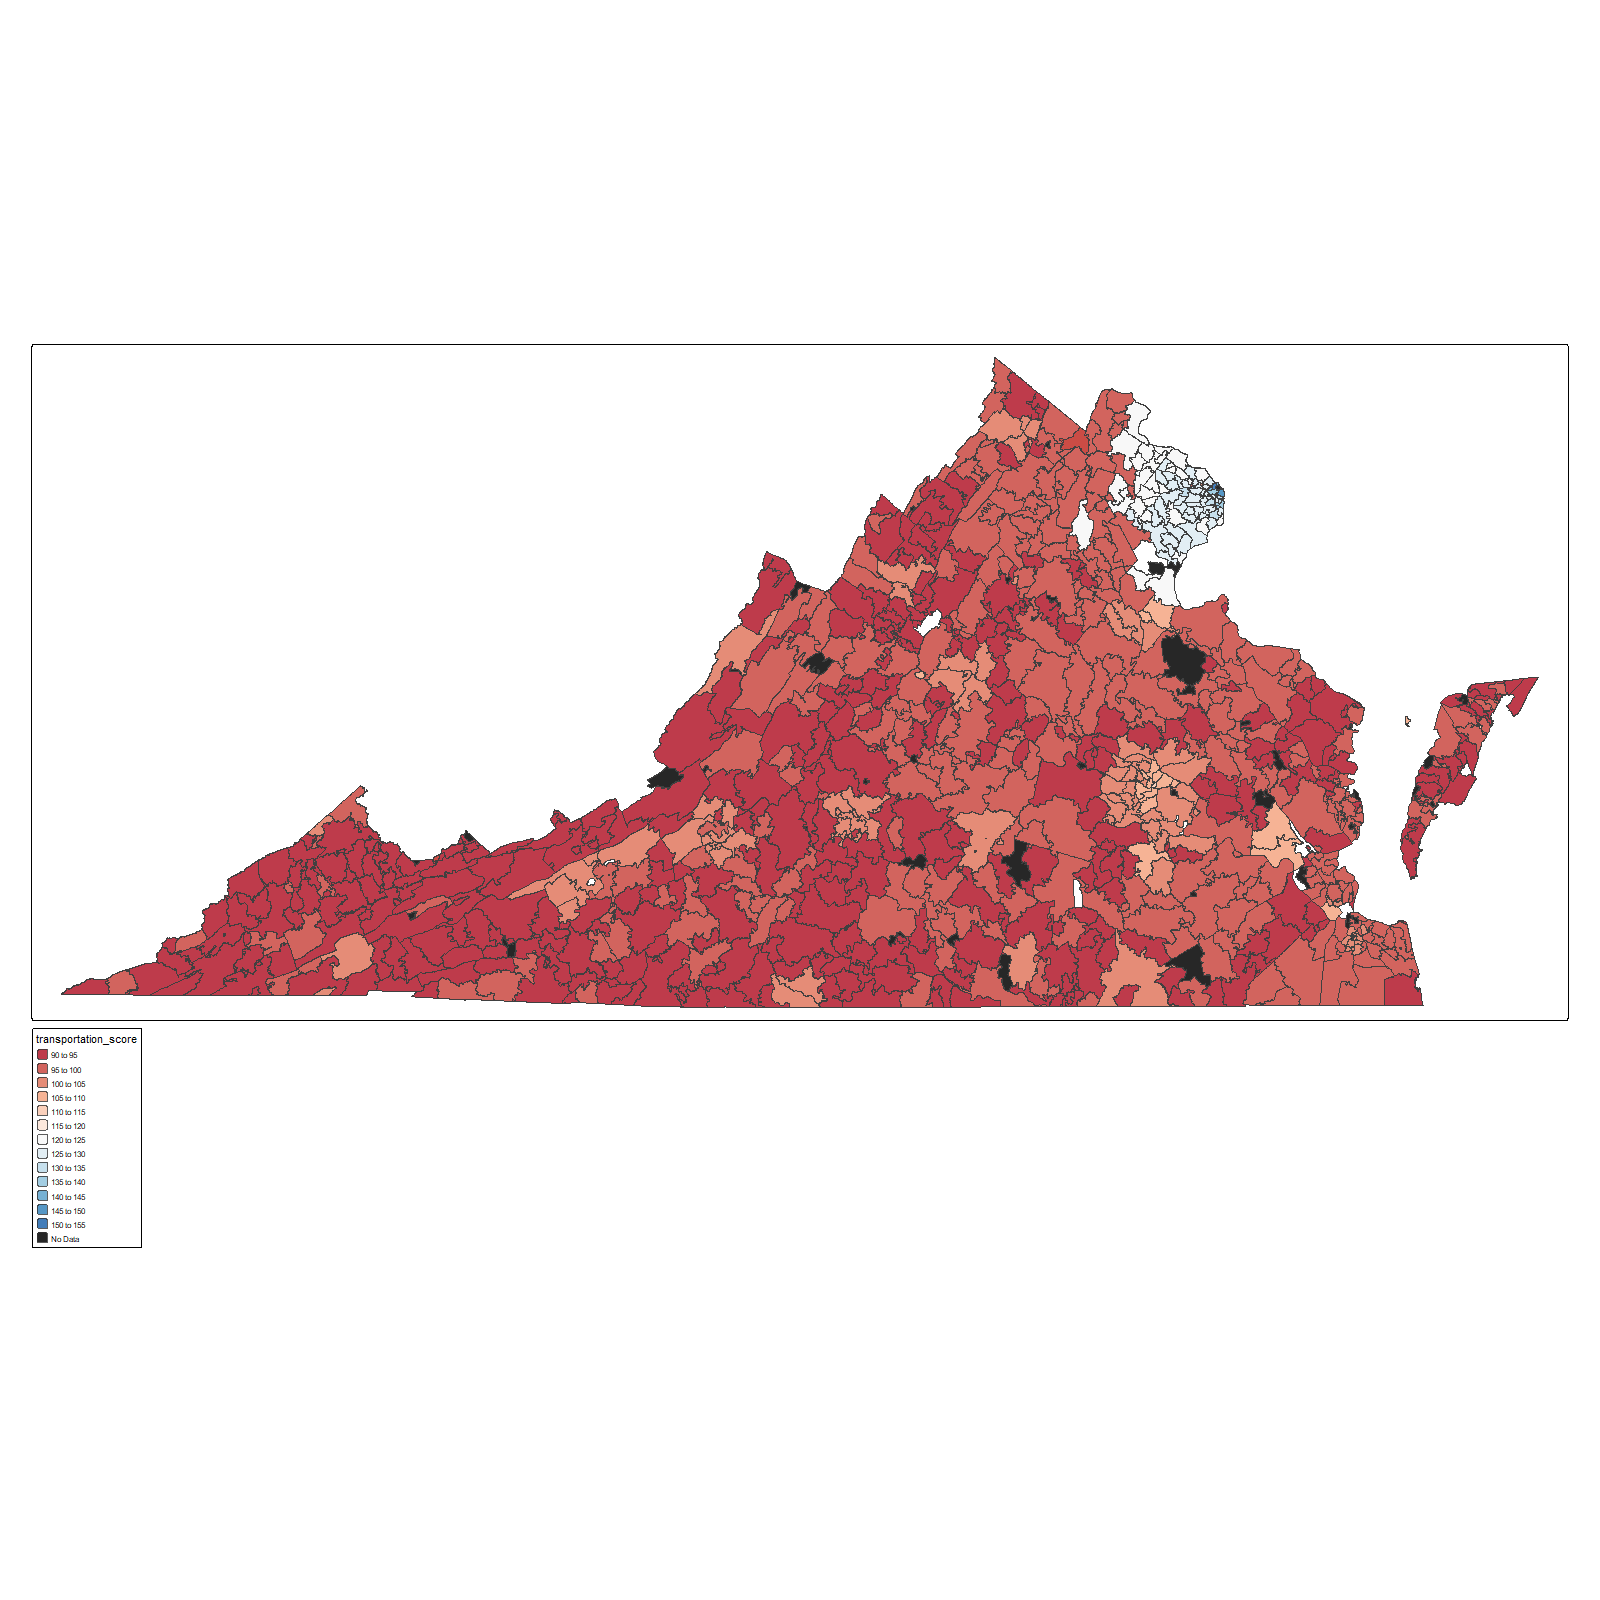 transportation_score
90 to 95
95 to 100
100 to 105
105 to 110
110 to 115
115 to 120
120 to 125
125 to 130
130 to 135
135 to 140
140 to 145
145 to 150
150 to 155
No Data